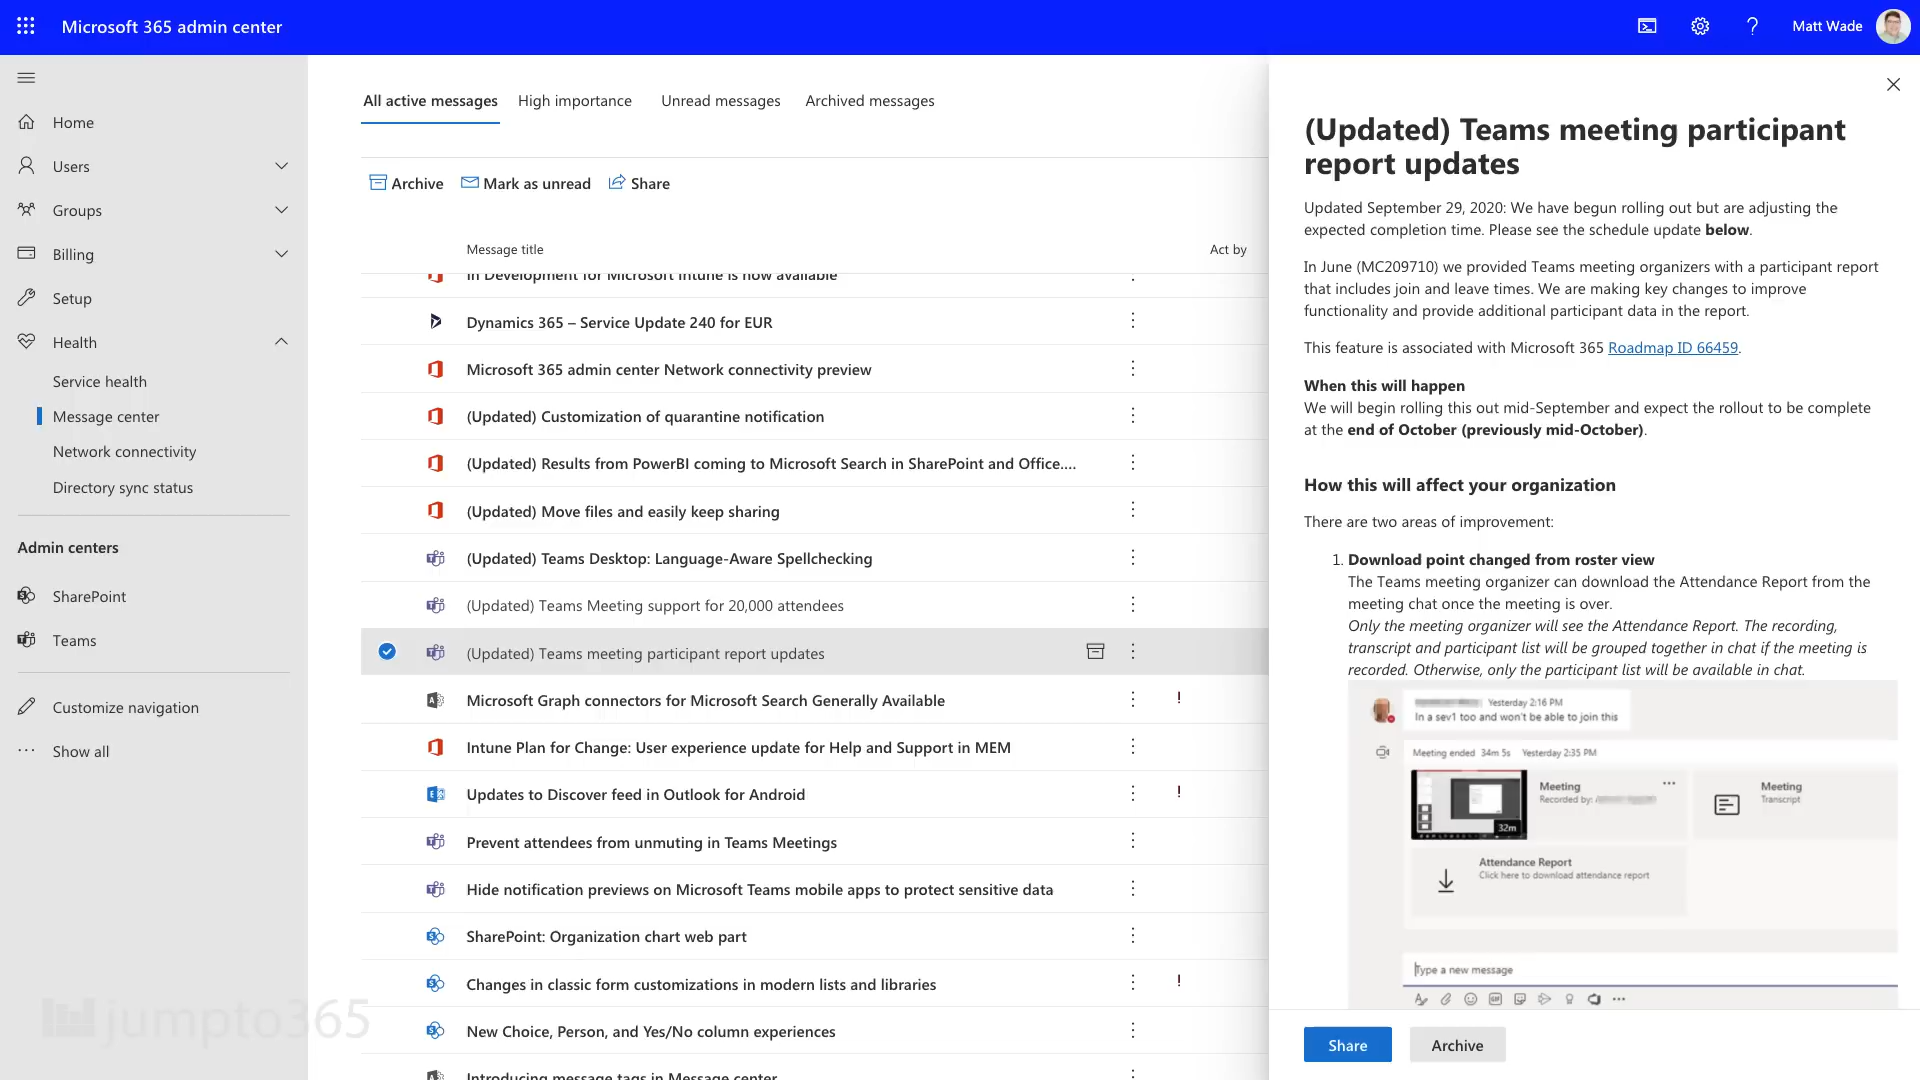 Microsoft 365 admin center
Matt Wade
Home
Users
Groups
Billing
Setup
Health
Service health
Message center
Network connectivity
Directory sync status
Admin centers
SharePoint
Teams
Customize navigation
Show all
jumpto365
All active messages
High importance
Unread messages
Archived messages
Archive
Mark as unread
Share
Message title
Act by
In Development for Microsoft Intune is now available
Dynamics 365 – Service Update 240 for EUR
Microsoft 365 admin center Network connectivity preview
(Updated) Customization of quarantine notification
(Updated) Results from PowerBI coming to Microsoft Search in SharePoint and Office....
(Updated) Move files and easily keep sharing
(Updated) Teams Desktop: Language-Aware Spellchecking
(Updated) Teams Meeting support for 20,000 attendees
(Updated) Teams meeting participant report updates
Microsoft Graph connectors for Microsoft Search Generally Available
Intune Plan for Change: User experience update for Help and Support in MEM
Updates to Discover feed in Outlook for Android
Prevent attendees from unmuting in Teams Meetings
Hide notification previews on Microsoft Teams mobile apps to protect sensitive data
SharePoint: Organization chart web part
Changes in classic form customizations in modern lists and libraries
New Choice, Person, and Yes/No column experiences
Introducing message tags in Message center
(Updated) Teams meeting participant
report updates
Updated September 29, 2020: We have begun rolling out but are adjusting the
expected completion time. Please see the schedule update below.
In June (MC209710) we provided Teams meeting organizers with a participant report
that includes join and leave times. We are making key changes to improve
functionality and provide additional participant data in the report.
This feature is associated with Microsoft 365 Roadmap ID 66459.
When this will happen
We will begin rolling this out mid-September and expect the rollout to be complete
at the end of October (previously mid-October).
How this will affect your organization
There are two areas of improvement:
1. Download point changed from roster view
The Teams meeting organizer can download the Attendance Report from the
meeting chat once the meeting is over.
Only the meeting organizer will see the Attendance Report. The recording,
transcript and participant list will be grouped together in chat if the meeting is
recorded. Otherwise, only the participant list will be available in chat.
Yesterday 2:16 PM
In a sev1 too and won't be able to join this
Meeting ended 34m 5s Yesterday 2:35 PM
Meeting
Recorded by:
32m
Meeting
Transcript
Attendance Report
Click here to download attendance report
Type a new message
Share
Archive